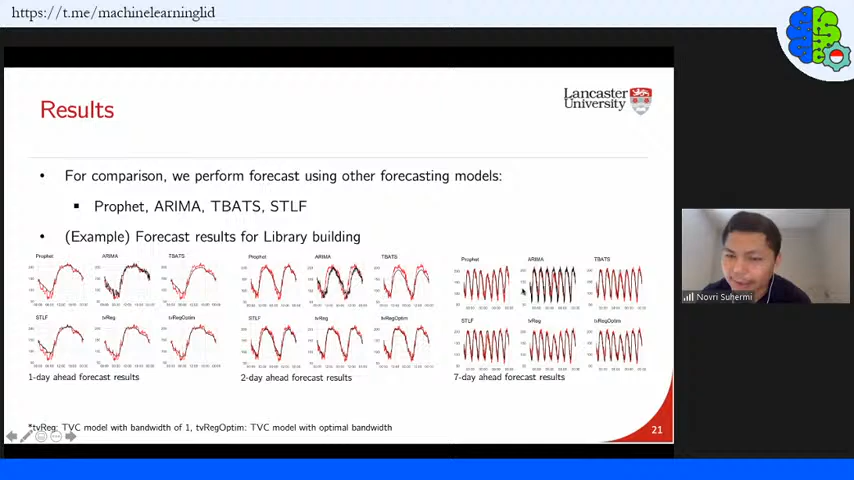 https://t.me/machinelearninglid
Results
Lancaster
University
• For comparison, we perform forecast using other forecasting models:
▪ Prophet, ARIMA, TBATS, STLF
• (Example) Forecast results for Library building
Prophet ARIMA TBATS
STLF tvReg tvRegOptim
1-day ahead forecast results
Prophet ARIMA TBATS
STLF tvReg tvRegOptim
2-day ahead forecast results
Prophet ARIMA TBATS
STLF tvReg tvRegOptim
7-day ahead forecast results
*tvReg: TVC model with bandwidth of 1, tvRegOptim: TVC model with optimal bandwidth
21
Novri Suhermi